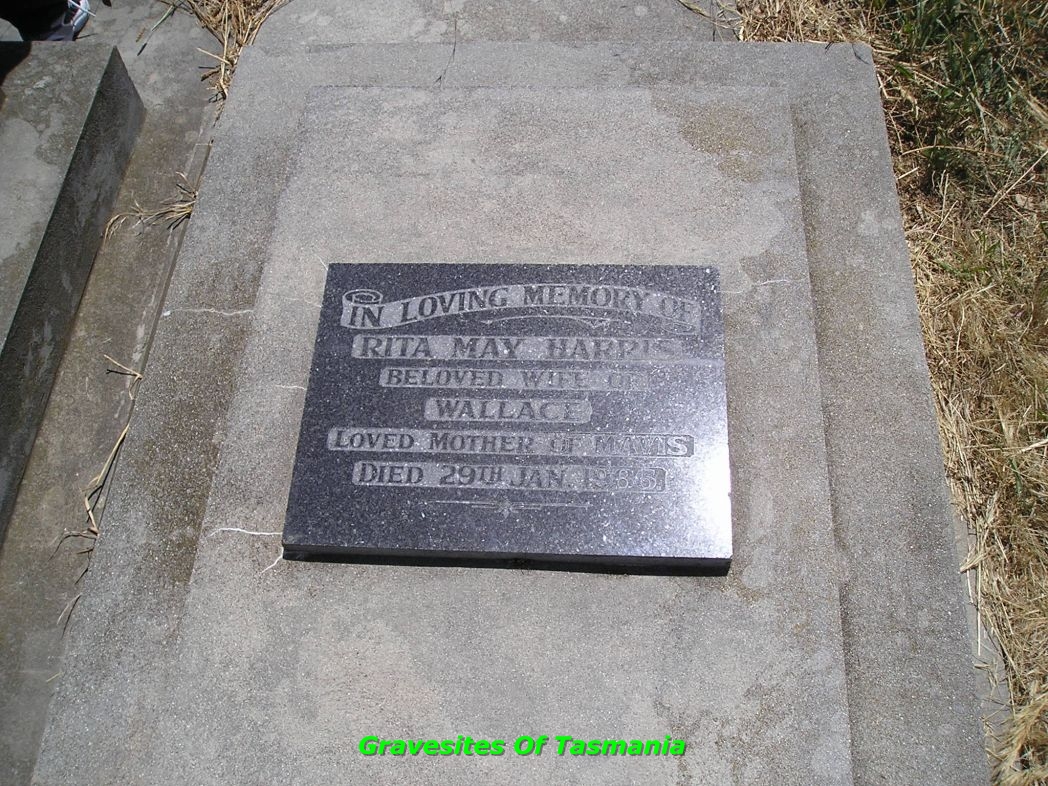 IN LOVING MEMORY OF
RITA MAY HARRIS
BELOVED WIFE OF
WALLACE
LOVED MOTHER OF MAVIS
DIED 29TH JAN. 1986
Gravesites Of Tasmania